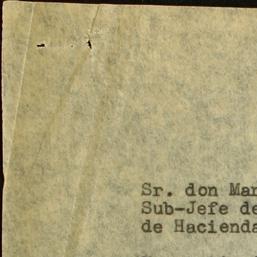 Sr. don Mar
Sub-Jefe de
de Hacienda